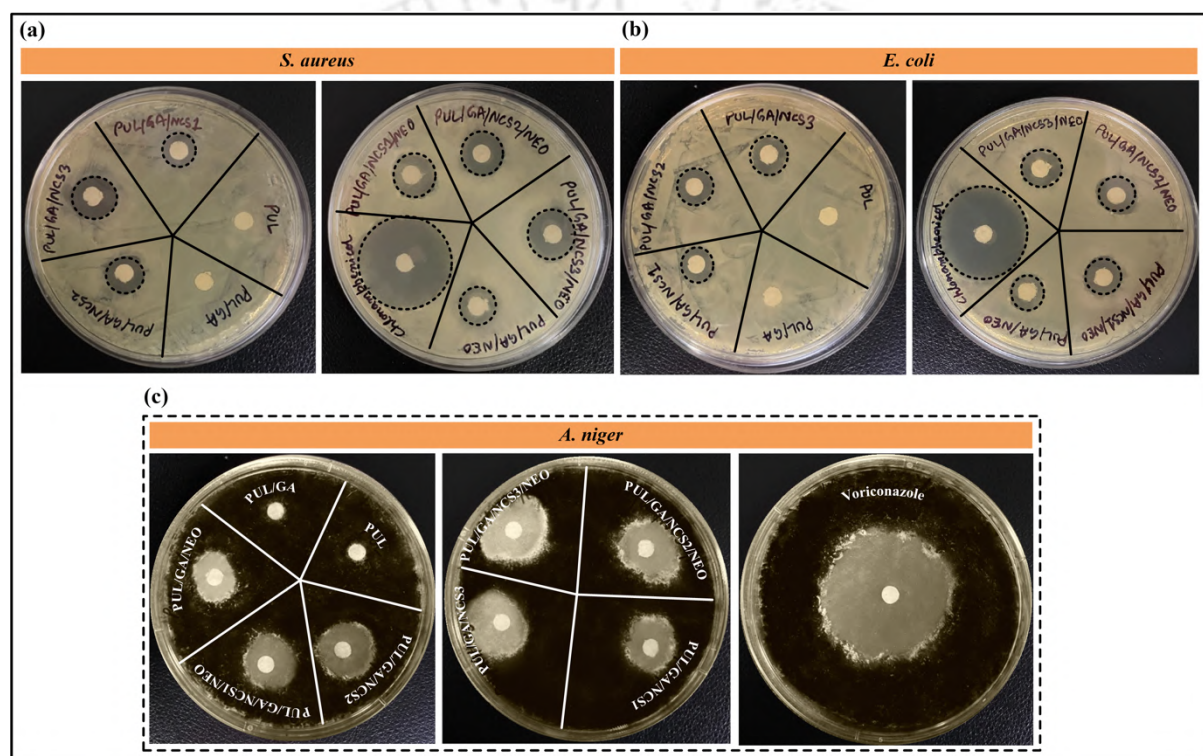 (a)
S. aureus
PUL/GA/NCS1
PUL/GA/NCS3
PUL
PUL/GA/NCS2
PUL/GA
PUL/GA/NCS1/NEO
PUL/GA/NCS2/NEO
PUL/GA/NCS3/NEO
Chloramphenicol
PUL/GA/NEO
(b)
E. coli
PUL/GA/NCS3
PUL/GA/NCS2
PUL
PUL/GA/NCS1
PUL/GA
PUL/GA/NCS3/NEO
PUL/GA/NCS2/NEO
Chloramphenicol
PUL/GA/NEO
PUL/GA/NCS1/NEO
(c)
A. niger
PUL/GA
PUL
PUL/GA/NEO
PUL/GA/NCS1/NEO
PUL/GA/NCS2
PUL/GA/NCS3/NEO
PUL/GA/NCS2/NEO
PUL/GA/NCS3
PUL/GA/NCS1
Voriconazole